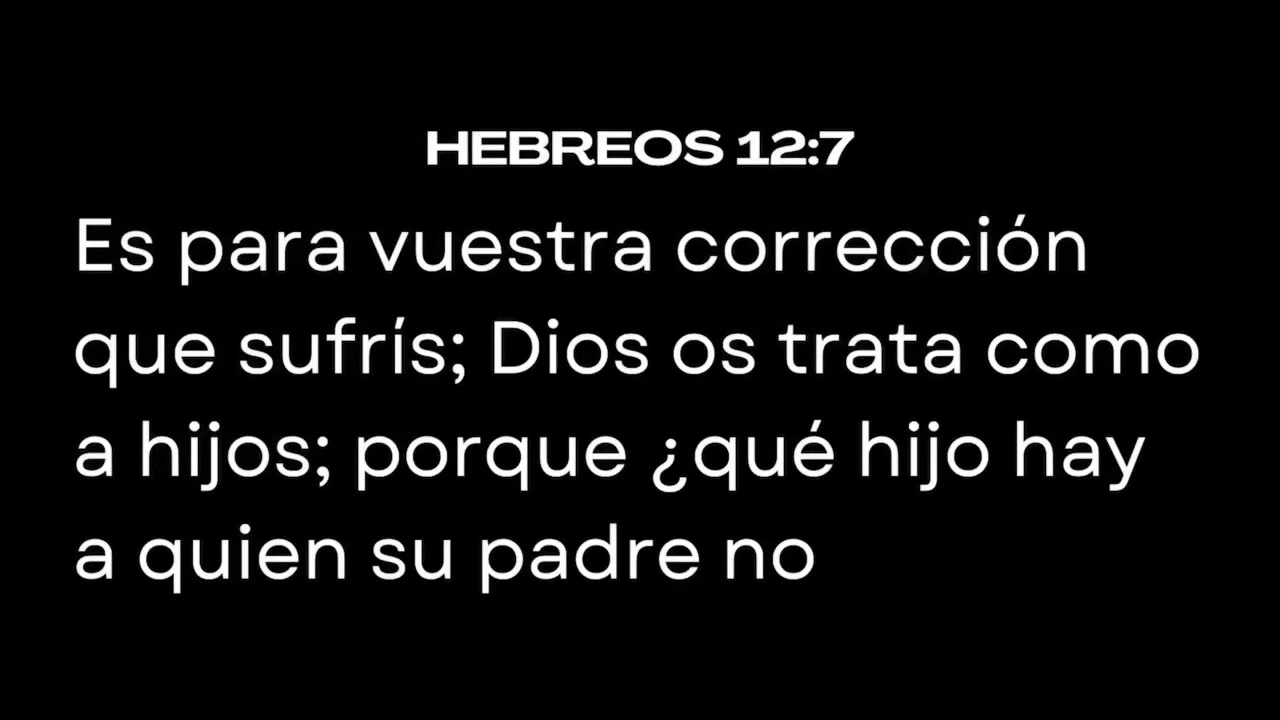 HEBREOS 12:7
Es para vuestra corrección
que sufrís; Dios os trata como
a hijos; porque ¿qué hijo hay
a quien su padre no